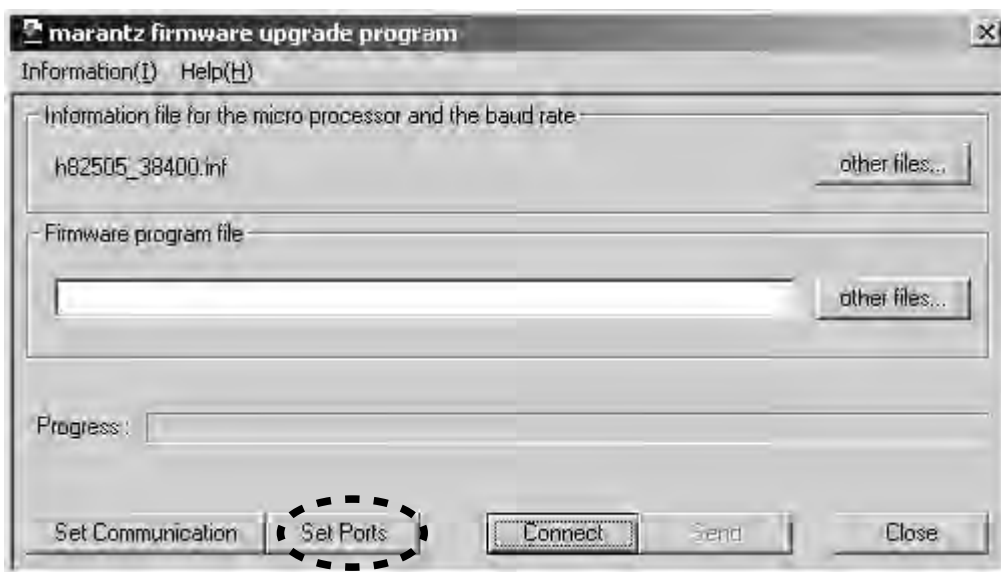 marantz firmware upgrade program
Information(I) Help(H)
Information file for the micro processor and the baud rate
h82505_38400.inf
other files...
Firmware program file
other files...
Progress :
Set Communication Set Ports Connect Send Close